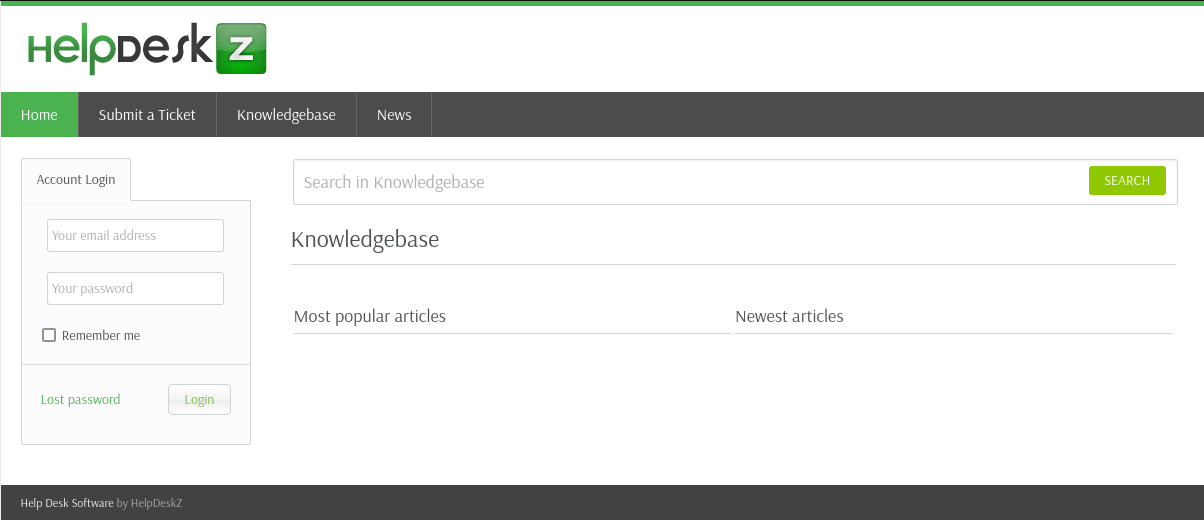 HelpDeskZ
Home Submit a Ticket Knowledgebase News
Account Login
Your email address
Your password
Remember me
Lost password Login
Search in Knowledgebase SEARCH
Knowledgebase
Most popular articles Newest articles
Help Desk Software by HelpDeskZ